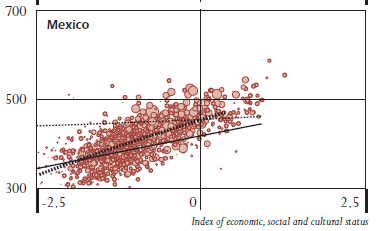 700
Mexico
500
300
-2.5 0 2.5
Index of economic, social and cultural status